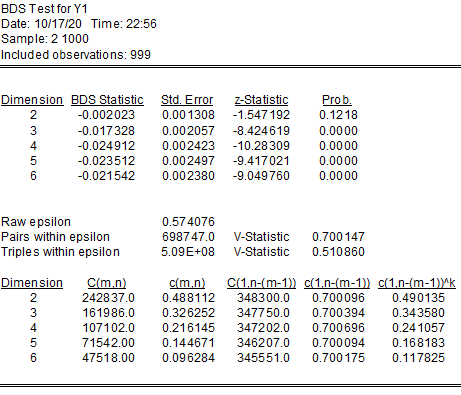 BDS Test for Y1
Date: 10/17/20 Time: 22:56
Sample: 2 1000
Included observations: 999
Dimension BDS Statistic Std. Error z-Statistic Prob.
2 -0.002023 0.001308 -1.547192 0.1218
3 -0.017328 0.002057 -8.424619 0.0000
4 -0.024912 0.002423 -10.28309 0.0000
5 -0.023512 0.002497 -9.417021 0.0000
6 -0.021542 0.002380 -9.049760 0.0000
Raw epsilon 0.574076
Pairs within epsilon 698747.0 V-Statistic 0.700147
Triples within epsilon 5.09E+08 V-Statistic 0.510860
Dimension C(m,n) c(m,n) C(1,n-(m-1)) c(1,n-(m-1)) c(1,n-(m-1))^k
2 242837.0 0.488112 348300.0 0.700096 0.490135
3 161986.0 0.326252 347750.0 0.700394 0.343580
4 107102.0 0.216145 347202.0 0.700696 0.241057
5 71542.00 0.144671 346207.0 0.700094 0.168183
6 47518.00 0.096284 345551.0 0.700175 0.117825